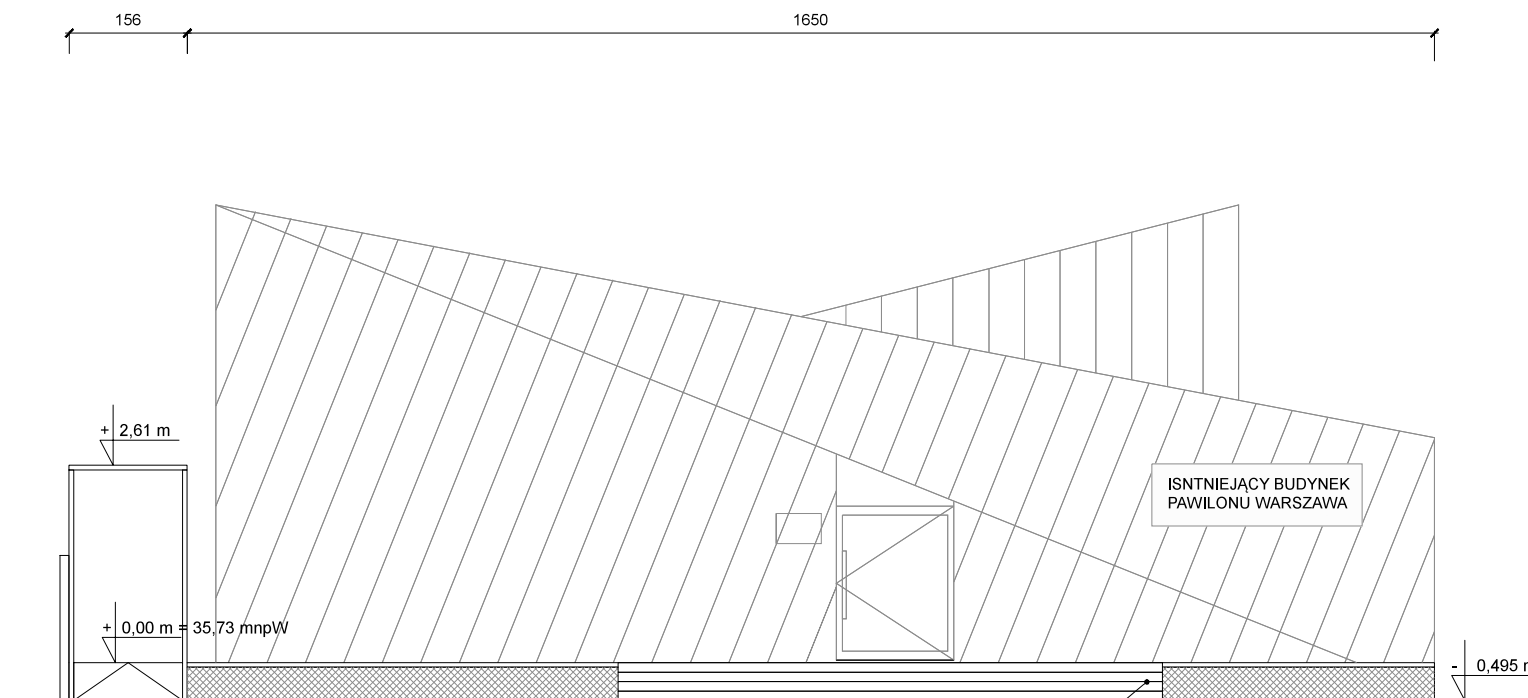 156
1650
+ 2,61 m
ISNTNIEJĄCY BUDYNEK
PAWILONU WARSZAWA
+ 0,00 m = 35,73 mnpW
- 0,495 m